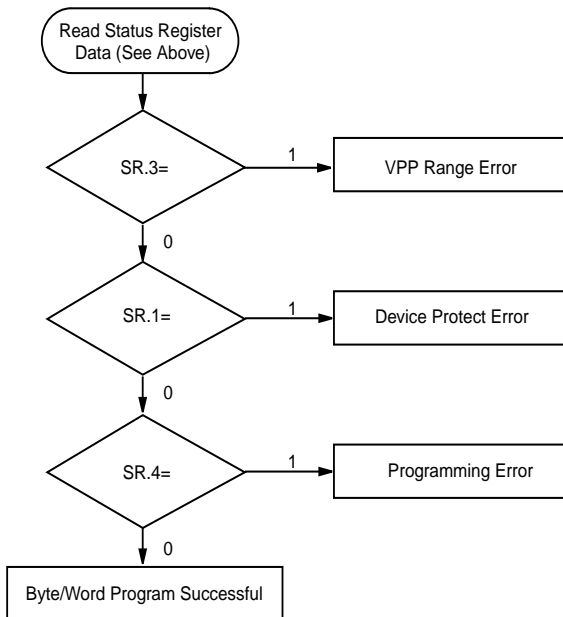 Read Status Register
Data (See Above)
SR.3=
1
VPP Range Error
0
SR.1=
1
Device Protect Error
0
SR.4=
1
Programming Error
0
Byte/Word Program Successful